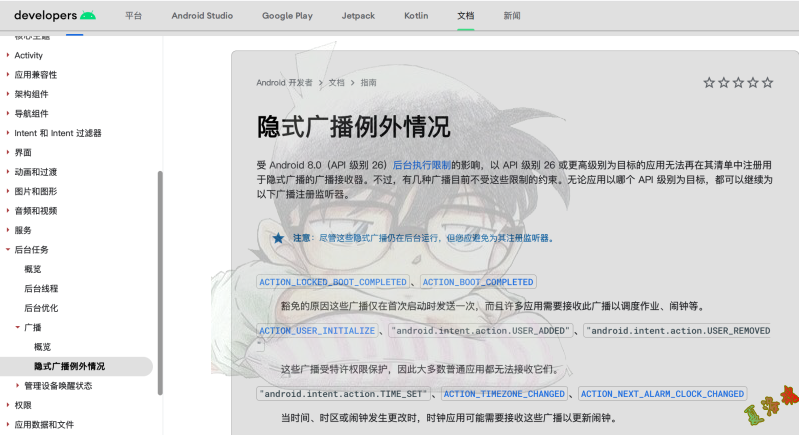 developers
平台
Android Studio
Google Play
Jetpack
Kotlin
文档
新闻
核心主题
Activity
应用兼容性
架构组件
导航组件
Intent 和 Intent 过滤器
界面
动画和过渡
图片和图形
音频和视频
服务
后台任务
概览
后台线程
后台优化
广播
概览
隐式广播例外情况
管理设备唤醒状态
权限
应用数据和文件
Android 开发者 > 文档 > 指南
隐式广播例外情况
受 Android 8.0（API 级别 26）后台执行限制的影响，以 API 级别 26 或更高级别为目标的应用无法再在其清单中注册用
于隐式广播的广播接收器。不过，有几种广播目前不受这些限制的约束。无论应用以哪个 API 级别为目标，都可以继续为
以下广播注册监听器。
注意：尽管这些隐式广播仍在后台运行，但您应避免为其注册监听器。
ACTION_LOCKED_BOOT_COMPLETED、ACTION_BOOT_COMPLETED
豁免的原因这些广播仅在首次启动时发送一次，而且许多应用需要接收此广播以调度作业、闹钟等。
ACTION_USER_INITIALIZE、"android.intent.action.USER_ADDED"、"android.intent.action.USER_REMOVED
"
这些广播受特许权限保护，因此大多数普通应用都无法接收它们。
"android.intent.action.TIME_SET"、ACTION_TIMEZONE_CHANGED、ACTION_NEXT_ALARM_CLOCK_CHANGED
当时间、时区或闹钟发生更改时，时钟应用可能需要接收这些广播以更新闹钟。